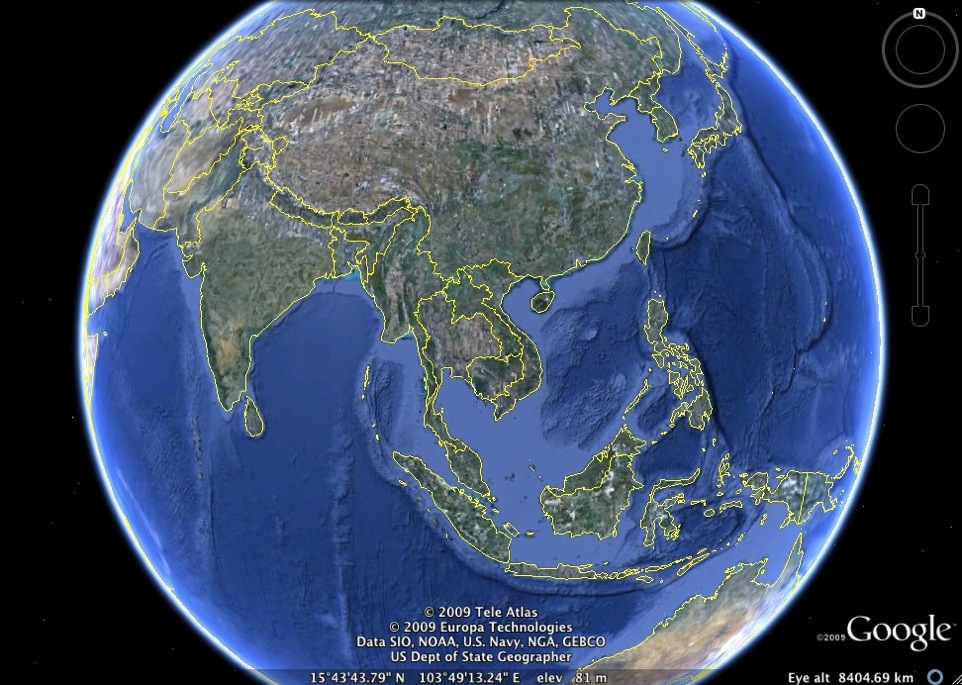 N
© 2009 Tele Atlas
© 2009 Europa Technologies
Data SIO, NOAA, U.S. Navy, NGA, GEBCO
US Dept of State Geographer
©2009 Google
15°43'43.79" N 103°49'13.24" E elev 81 m
Eye alt 8404.69 km